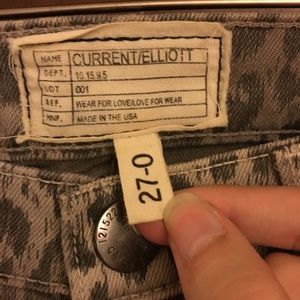 NAME CURRENT/ELLIOTT
DEPT. 10.15.9.5
NOT 001
REF. WEAR FOR LOVE/LOVE FOR WEAR
MNF. MADE IN THE USA
27-0